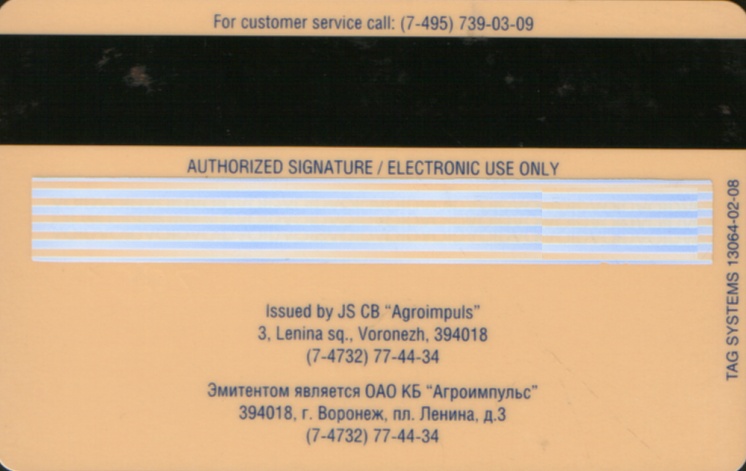 For customer service call: (7-495) 739-03-09
AUTHORIZED SIGNATURE / ELECTRONIC USE ONLY
TAG SYSTEMS 13064-02-08
Issued by JS CB “Agroimpuls”
3, Lenina sq., Voronezh, 394018
(7-4732) 77-44-34
Эмитентом является ОАО КБ “Агроимпульс”
394018, г. Воронеж, пл. Ленина, д.3
(7-4732) 77-44-34